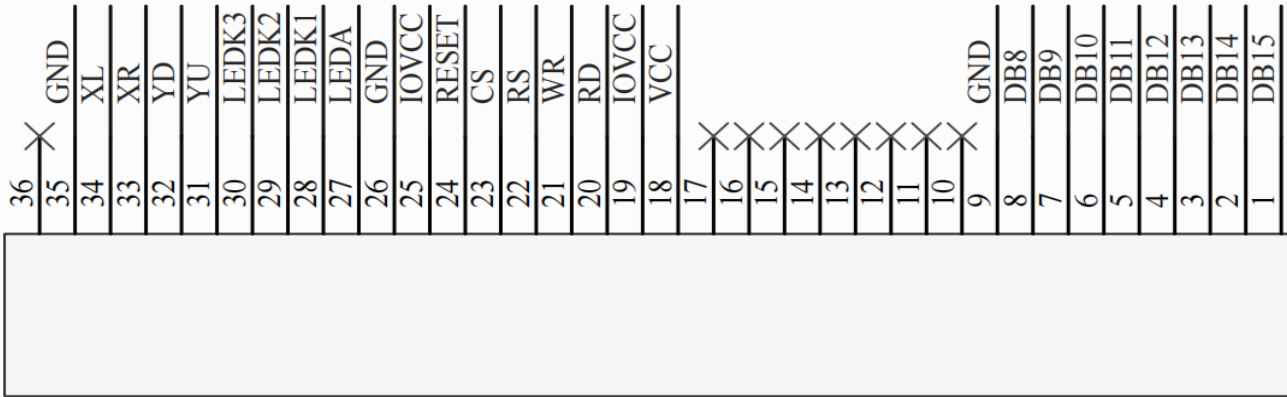 GND XL XR YD YU LEDK3 LEDK2 LEDK1 LEDA GND IOVCC RESET CS RS WR RD IOVCC VCC GND DB8 DB9 DB10 DB11 DB12 DB13 DB14 DB15
36 35 34 33 32 31 30 29 28 27 26 25 24 23 22 21 20 19 18 17 16 15 14 13 12 11 10 9 8 7 6 5 4 3 2 1